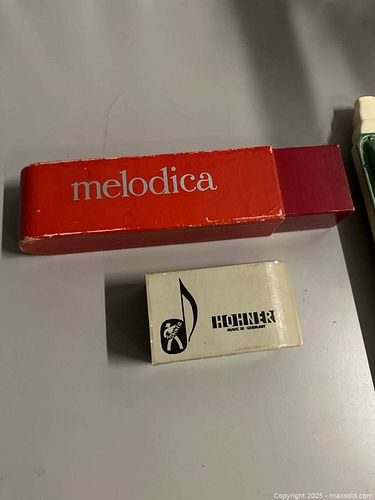 melodica
HOHNER
MADE IN GERMANY
Copyright 2025 - maxsold.com